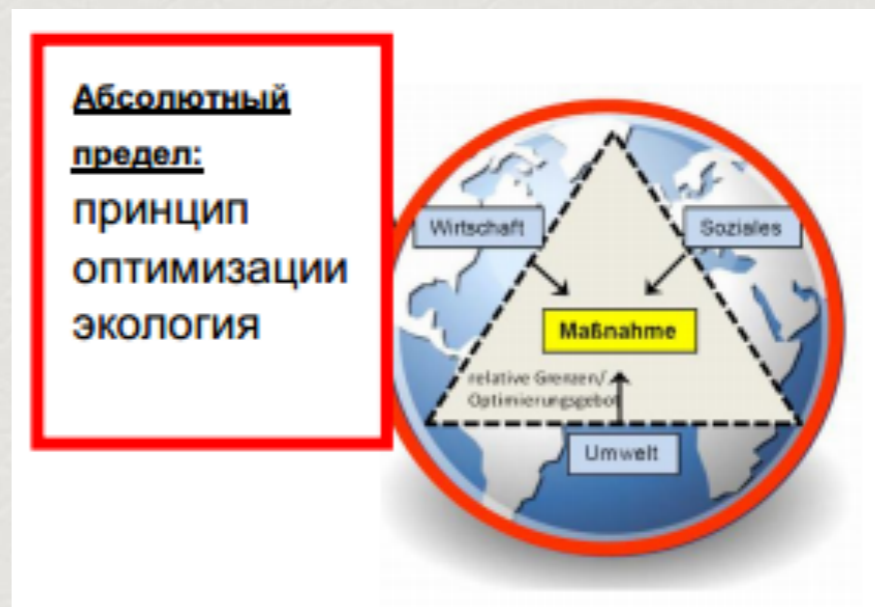 Абсолютный
предел:
принцип
оптимизации
экология
Wirtschaft
Soziales
Maßnahme
relative Grenzen/
Optimierungsgebot
Umwelt